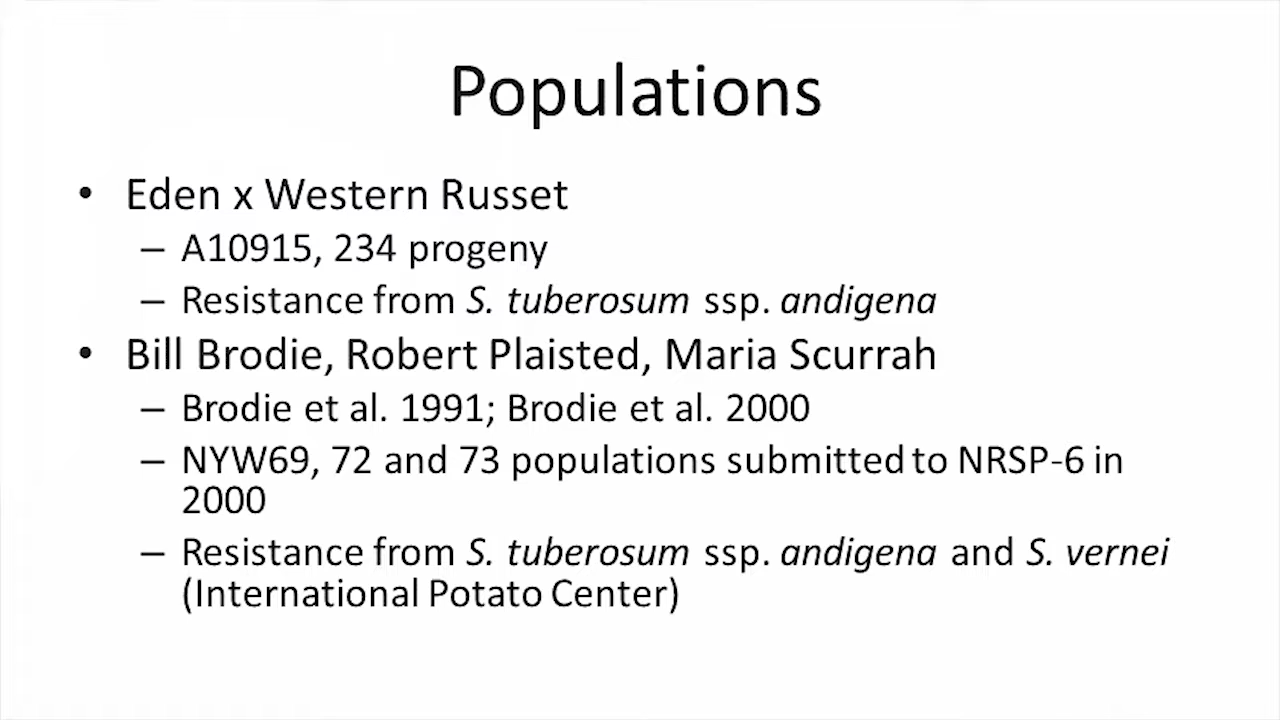 Populations
• Eden x Western Russet
– A10915, 234 progeny
– Resistance from S. tuberosum ssp. andigena
• Bill Brodie, Robert Plaisted, Maria Scurrah
– Brodie et al. 1991; Brodie et al. 2000
– NYW69, 72 and 73 populations submitted to NRSP-6 in
2000
– Resistance from S. tuberosum ssp. andigena and S. vernei
(International Potato Center)